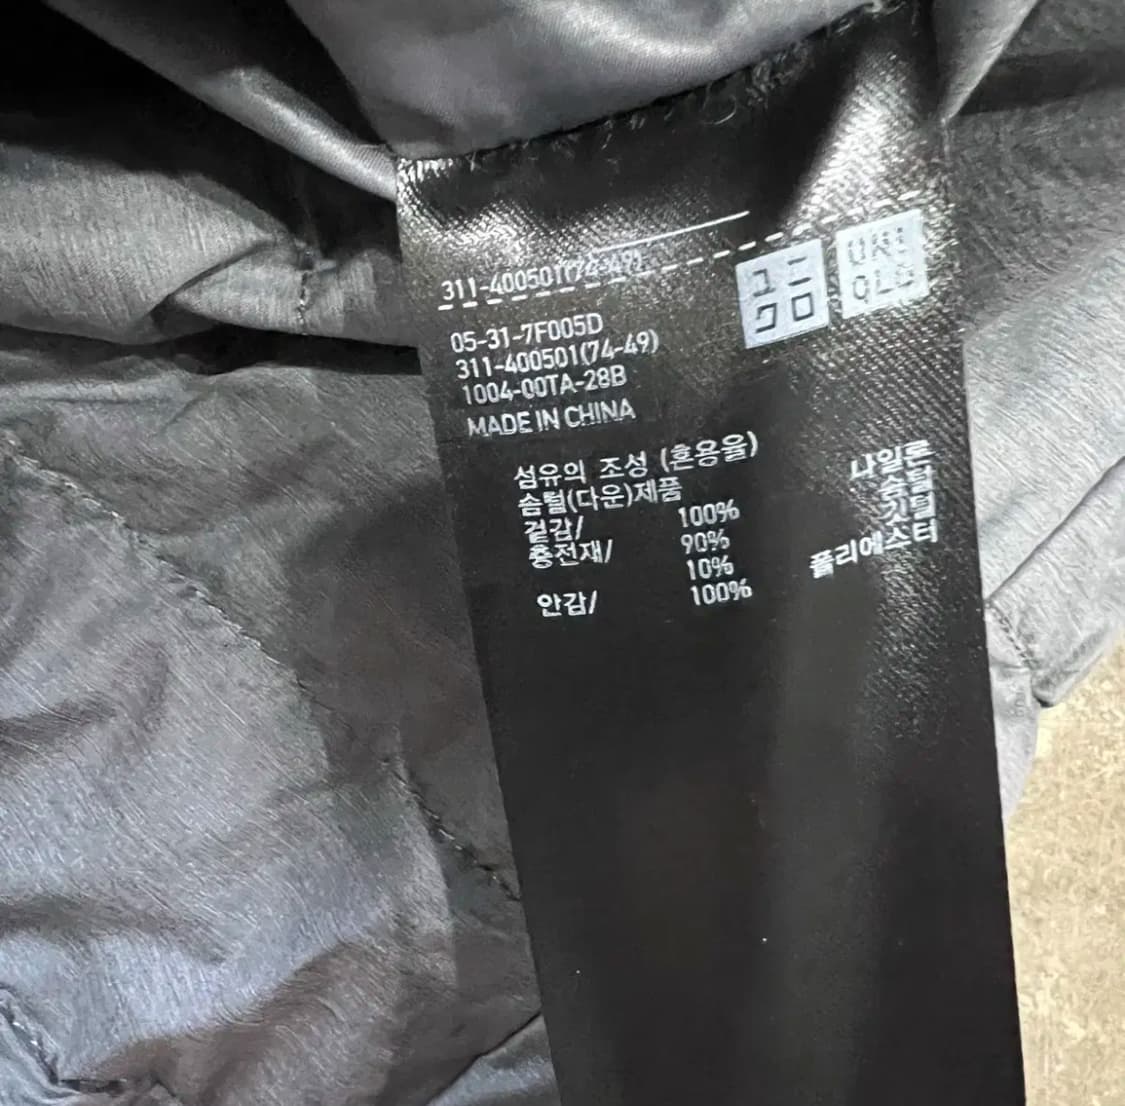 311-400501(74-49)
ユニ
クロ
UNI
QLO
05-31-7F005D
311-400501(74-49)
1004-00TA-28B
MADE IN CHINA
섬유의 조성 (혼용율)
솜털(다운)제품
겉감/ 100% 나일론
충전재/ 90% 솜털
10% 깃털
안감/ 100% 폴리에스터